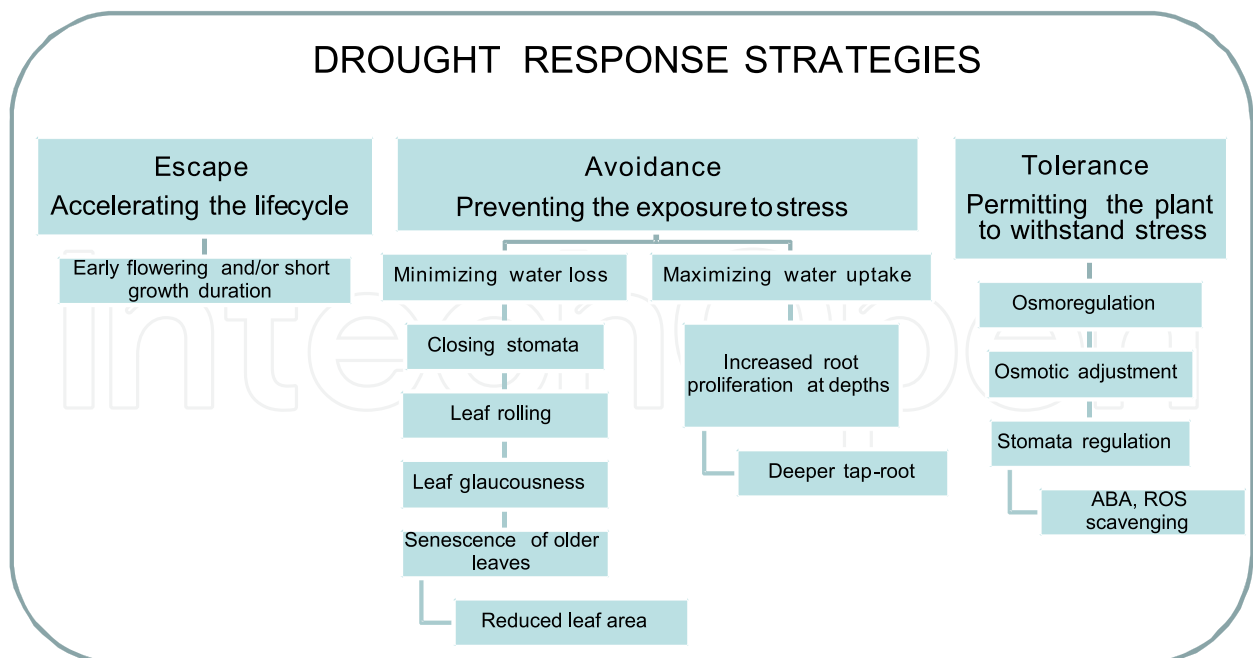 DROUGHT RESPONSE STRATEGIES
Escape
Accelerating the lifecycle
Early flowering and/or short
growth duration
Avoidance
Preventing the exposure to stress
Minimizing water loss
Closing stomata
Leaf rolling
Leaf glaucousness
Senescence of older
leaves
Reduced leaf area
Maximizing water uptake
Increased root
proliferation at depths
Deeper tap-root
Tolerance
Permitting the plant
to withstand stress
Osmoregulation
Osmotic adjustment
Stomata regulation
ABA, ROS
scavenging
intechopen